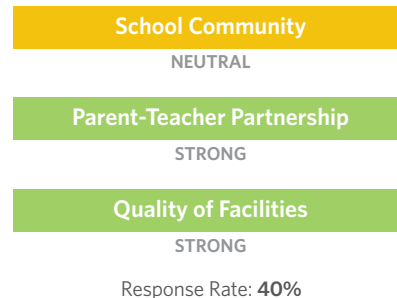 School Community
NEUTRAL
Parent-Teacher Partnership
STRONG
Quality of Facilities
STRONG
Response Rate: 40%